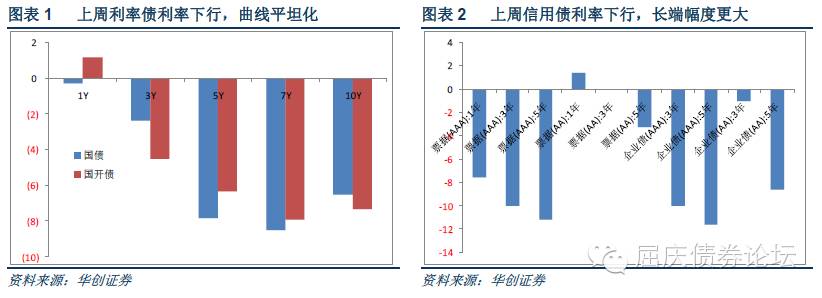 图表 1 上周利率债利率下行，曲线平坦化
2
0
(2)
(4)
(6)
(8)
(10)
1Y 3Y 5Y 7Y 10Y
国债
国开债
资料来源：华创证券
图表 2 上周信用债利率下行，长端幅度更大
4
2
0
-2
-4
-6
-8
-10
-12
-14
票据(AAA):1年
票据(AAA):3年
票据(AAA):5年
票据(AA):1年
票据(AA):3年
票据(AA):5年
企业债(AAA):3年
企业债(AAA):5年
企业债(AA):3年
企业债(AA):5年
资料来源：华创证券
屈庆债券论坛